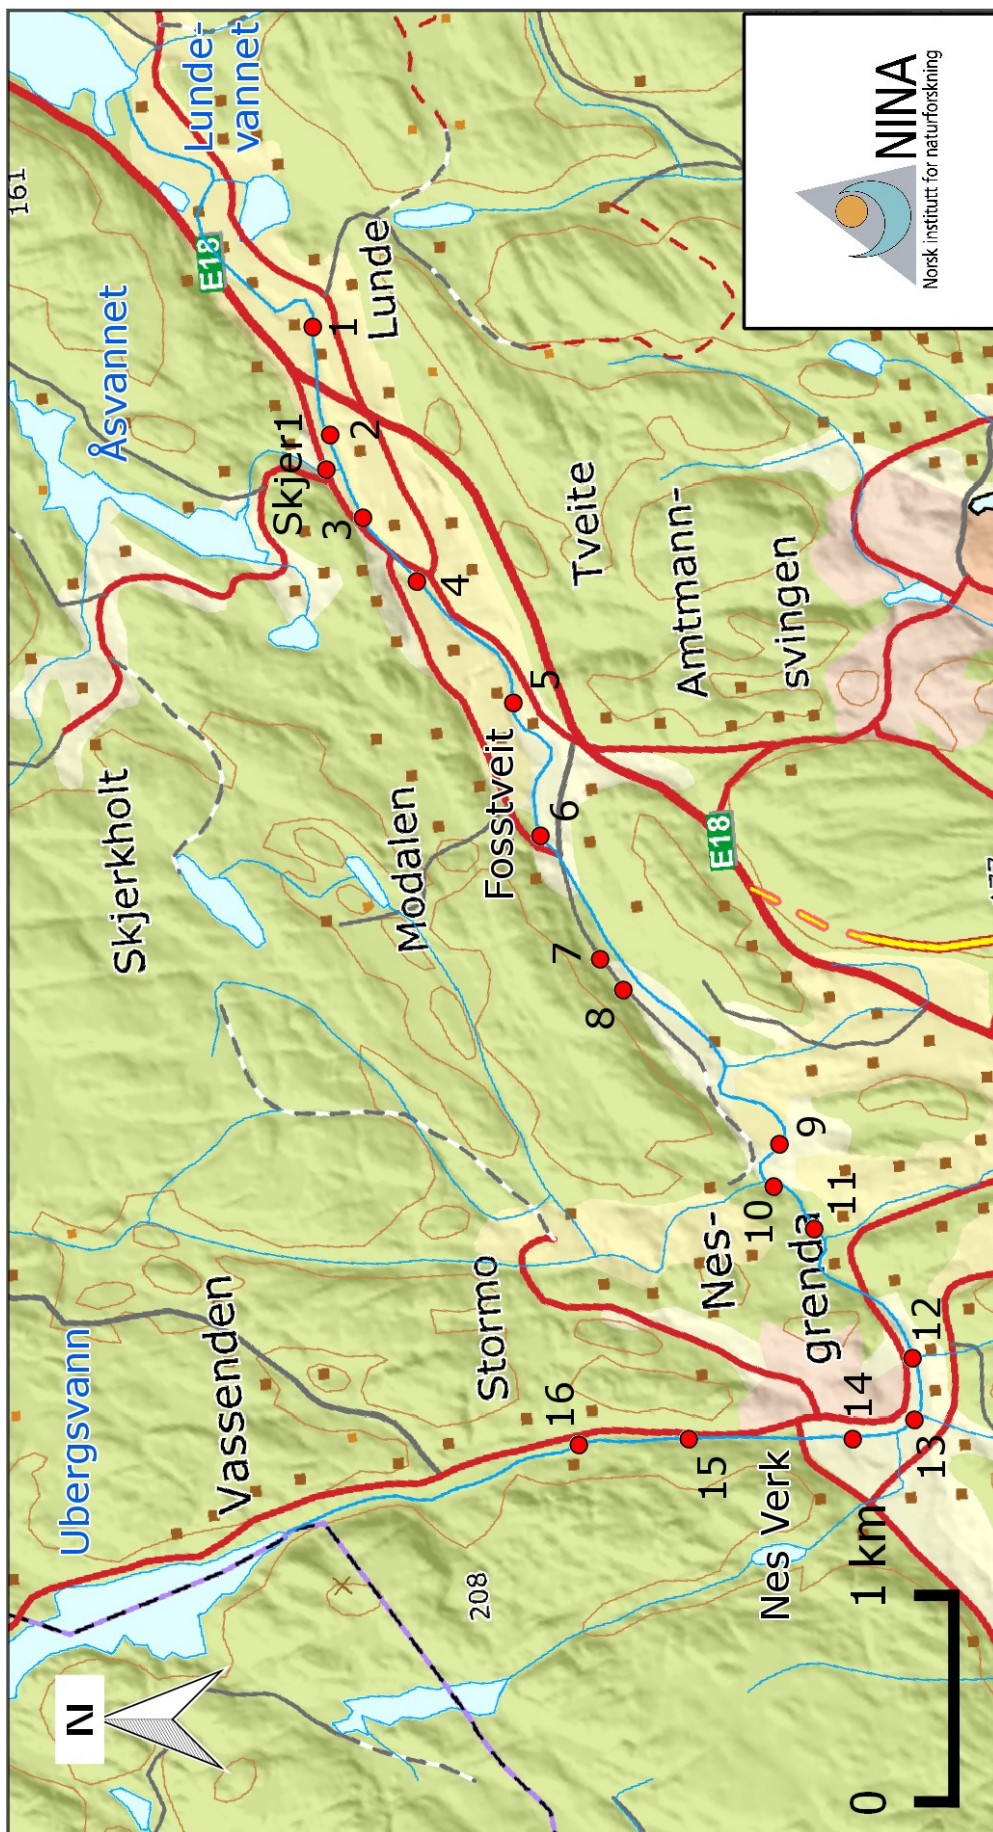 N
Ubergsvann
Vassenden
208
Stormo
16
15
14
13
12
11
10
9
Nes-
grenda
Nes Verk
0
1 km
Skjerkholt
Modalen
Fosstveit
8
7
6
5
4
3
2
1
Skjer1
Åsvannet
161
E18
Lunde-
vannet
Lunde
Tveite
Amtmann-
svingen
E18
NINA
Norsk institutt for naturforskning